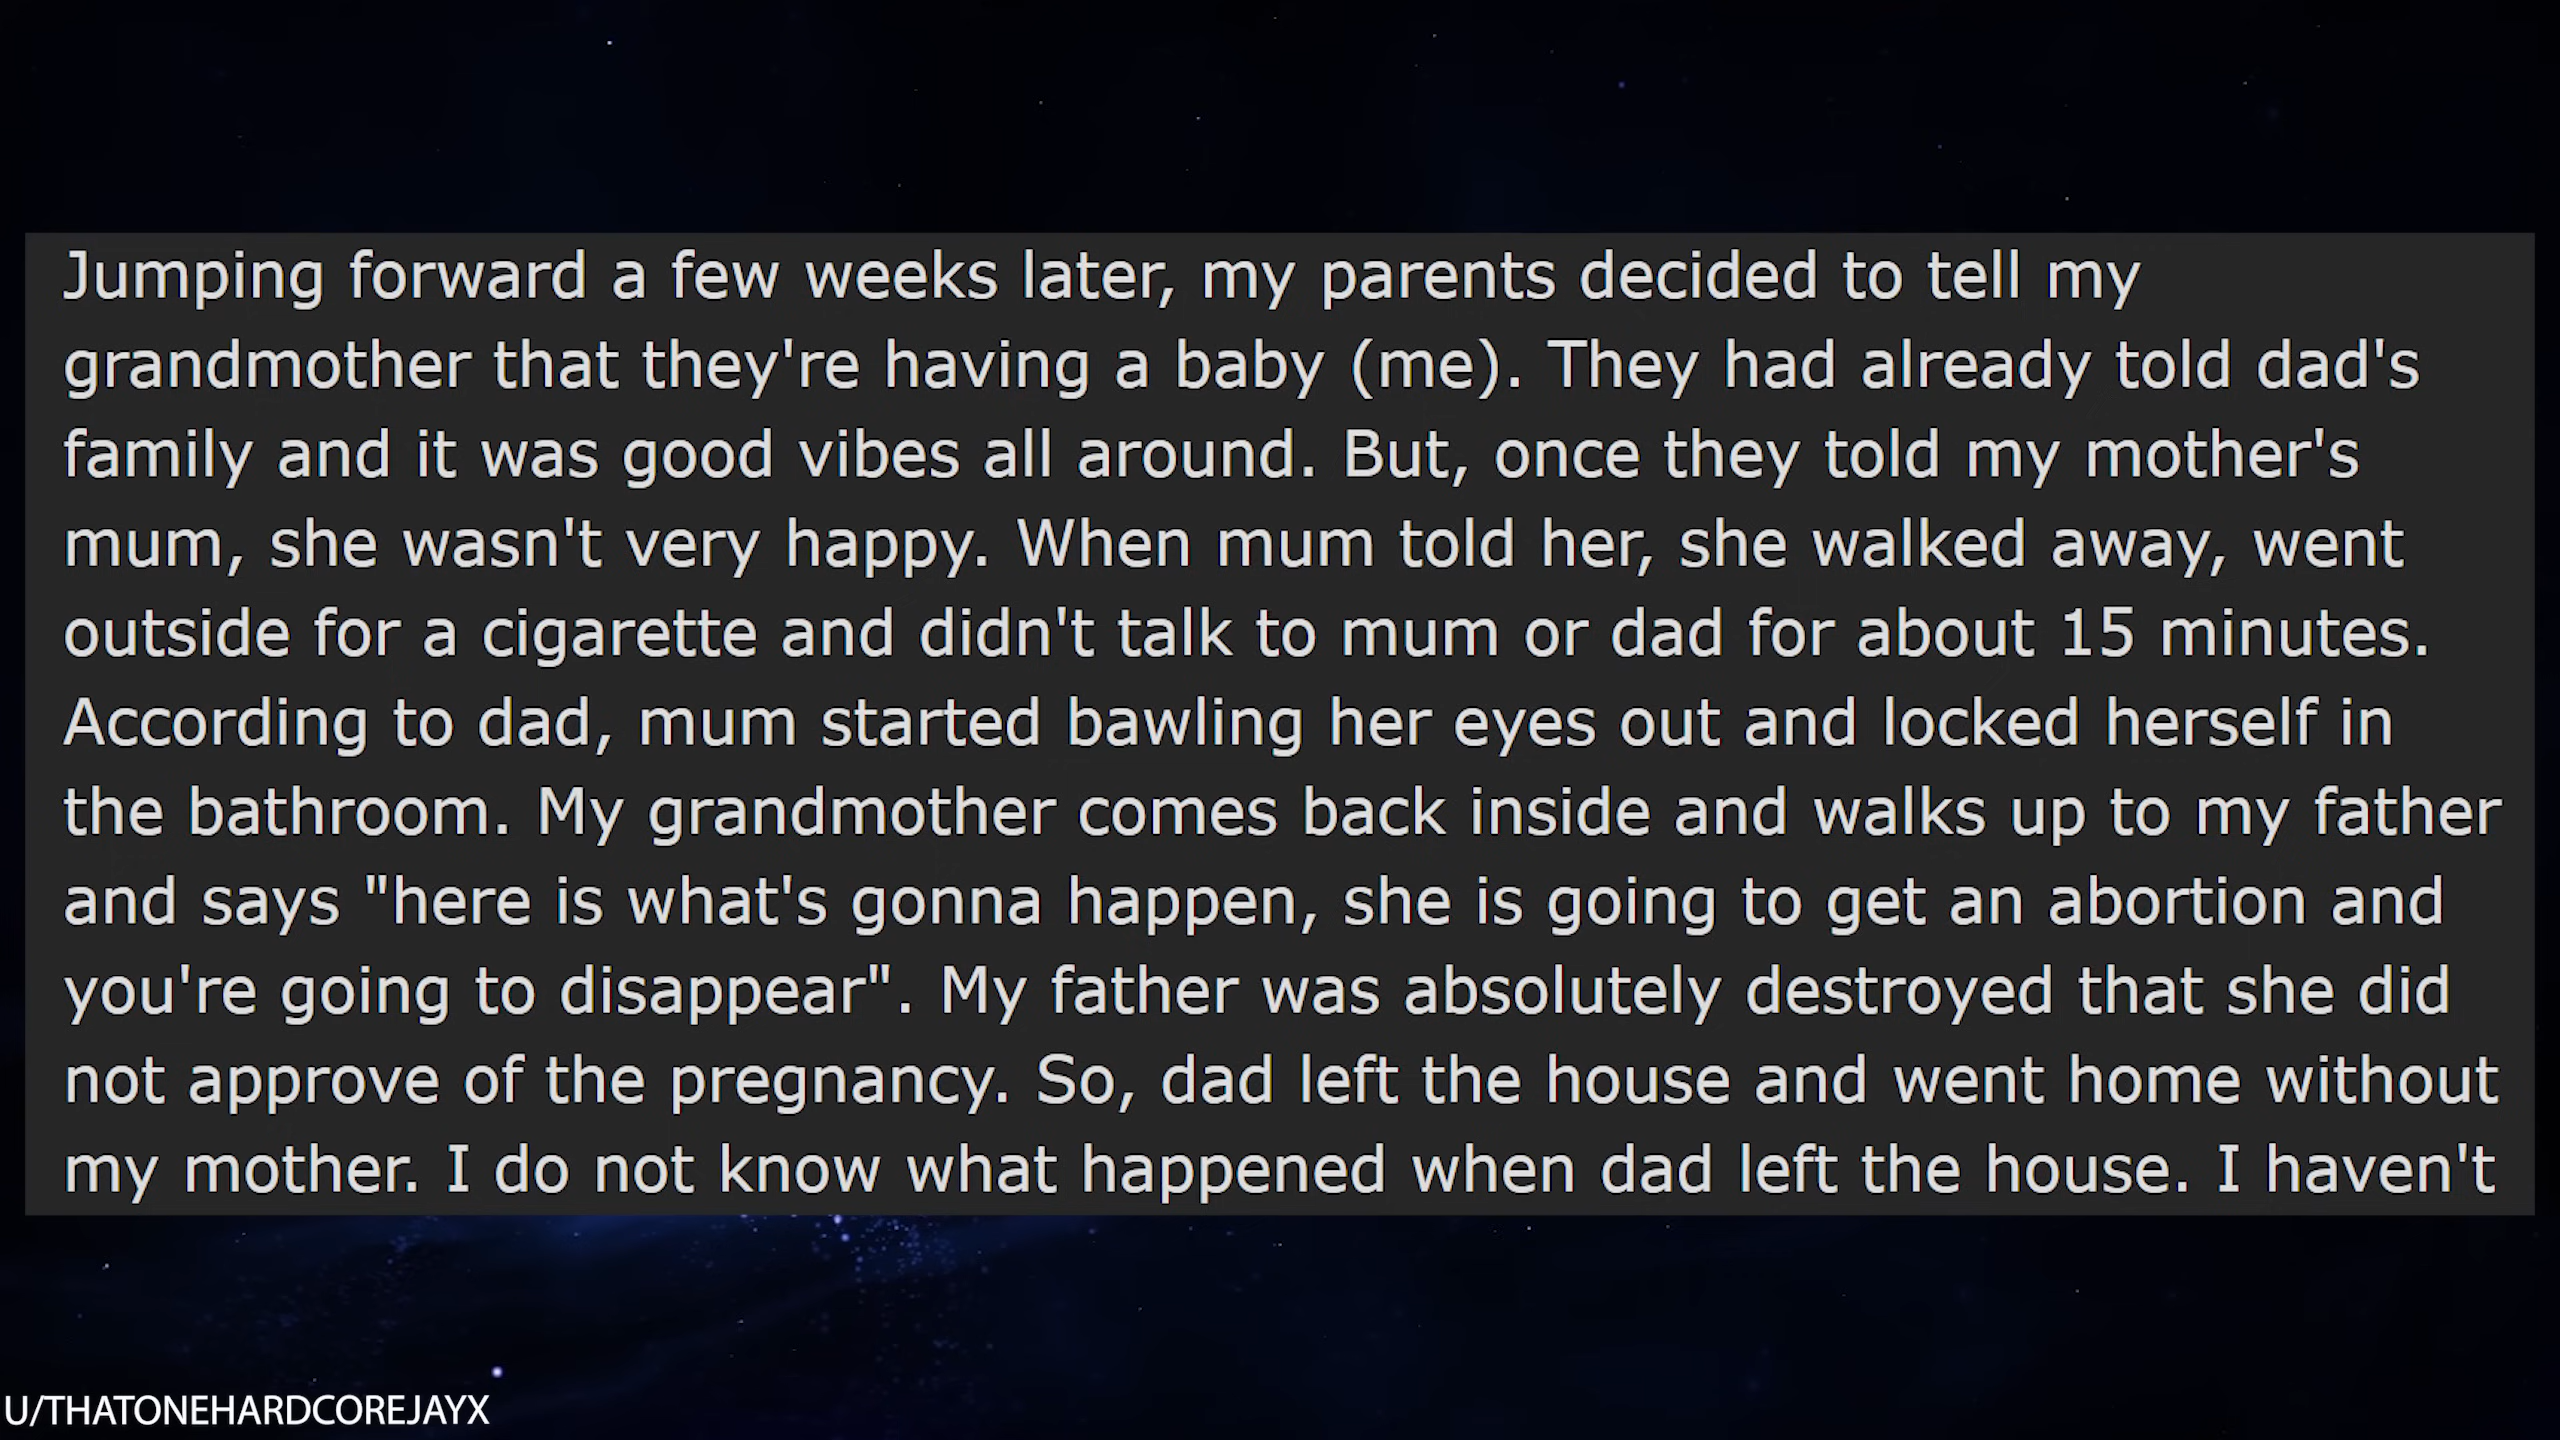 Jumping forward a few weeks later, my parents decided to tell my
grandmother that they're having a baby (me). They had already told dad's
family and it was good vibes all around. But, once they told my mother's
mum, she wasn't very happy. When mum told her, she walked away, went
outside for a cigarette and didn't talk to mum or dad for about 15 minutes.
According to dad, mum started bawling her eyes out and locked herself in
the bathroom. My grandmother comes back inside and walks up to my father
and says "here is what's gonna happen, she is going to get an abortion and
you're going to disappear". My father was absolutely destroyed that she did
not approve of the pregnancy. So, dad left the house and went home without
my mother. I do not know what happened when dad left the house. I haven't
U/THATONEHARDCOREJAYX